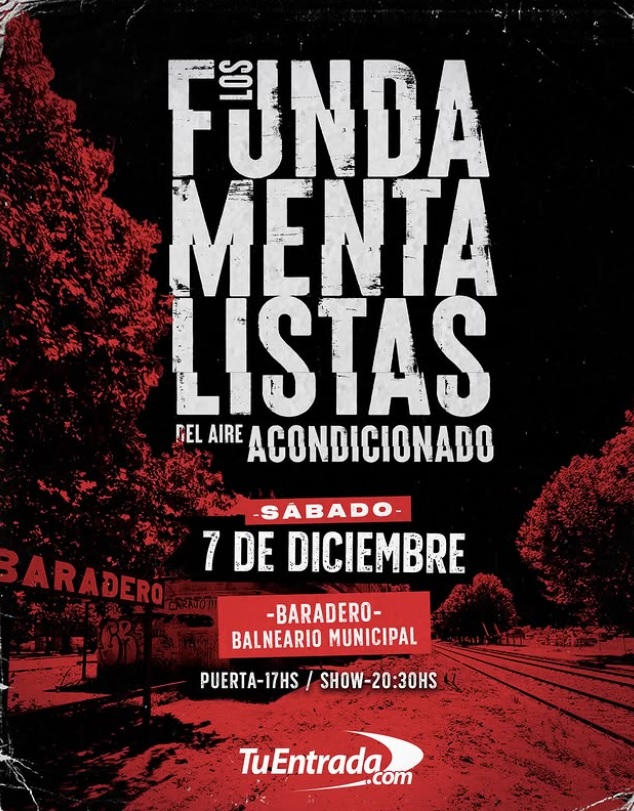 LOS
FUNDA
MENTA
LISTAS
DEL AIRE ACONDICIONADO
-SÁBADO-
7 DE DICIEMBRE
BARADERO
-BARADERO-
BALNEARIO MUNICIPAL
PUERTA-17HS / SHOW-20:30HS
TuEntrada.com